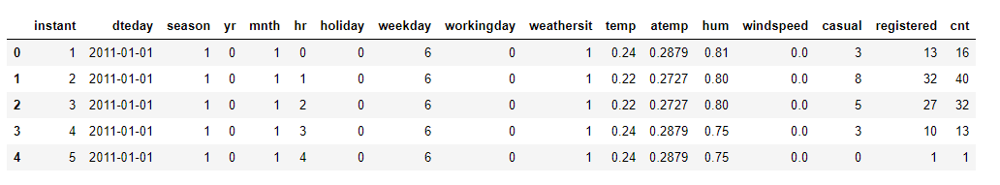 instant dteday season yr mnth hr holiday weekday workingday weathersit temp atemp hum windspeed casual registered cnt
0 1 2011-01-01 1 0 1 0 0 6 0 1 0.24 0.2879 0.81 0.0 3 13 16
1 2 2011-01-01 1 0 1 1 0 6 0 1 0.22 0.2727 0.80 0.0 8 32 40
2 3 2011-01-01 1 0 1 2 0 6 0 1 0.22 0.2727 0.80 0.0 5 27 32
3 4 2011-01-01 1 0 1 3 0 6 0 1 0.24 0.2879 0.75 0.0 3 10 13
4 5 2011-01-01 1 0 1 4 0 6 0 1 0.24 0.2879 0.75 0.0 0 1 1